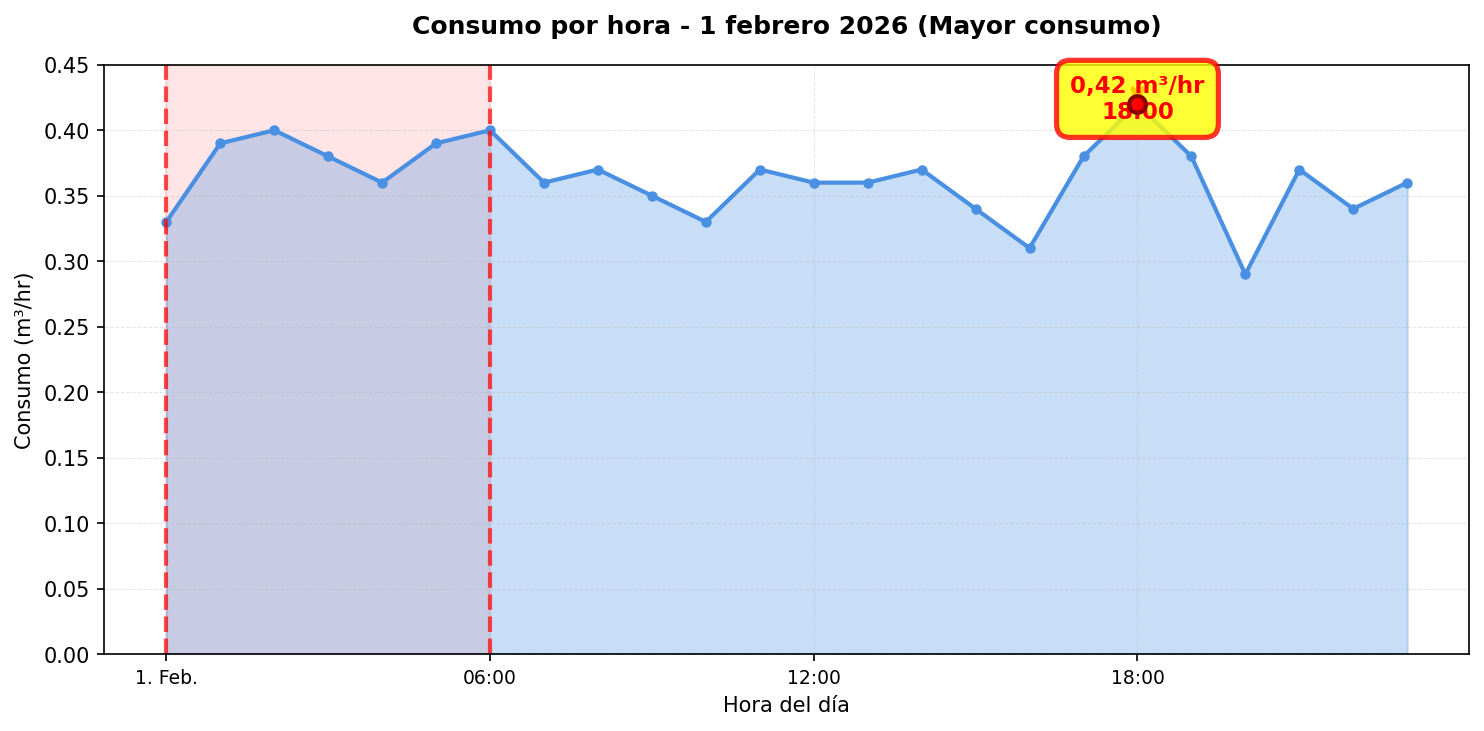 Consumo por hora - 1 febrero 2026 (Mayor consumo)
0,42 m³/hr
18:00
Consumo (m³/hr)
0.45
0.40
0.35
0.30
0.25
0.20
0.15
0.10
0.05
0.00
1. Feb.
06:00
12:00
18:00
Hora del día